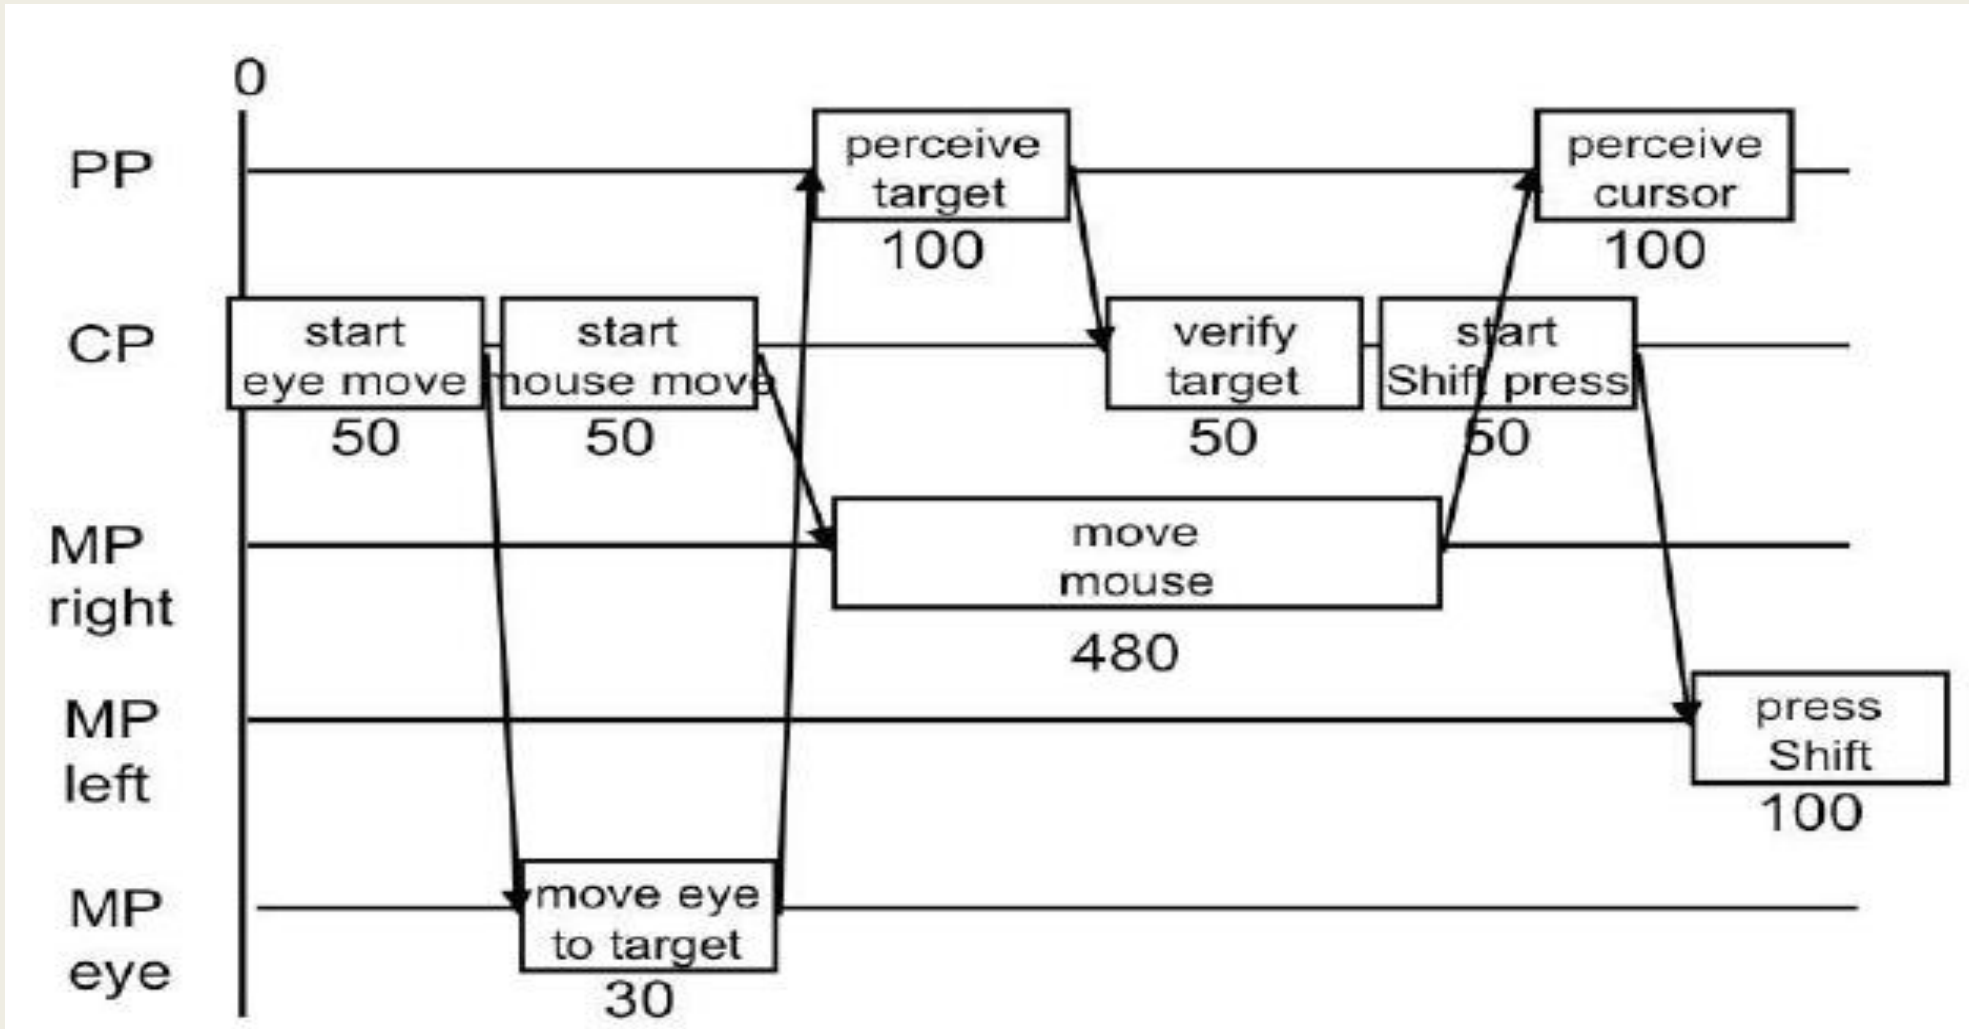 0
PP
perceive
target
100
perceive
cursor
100
CP
start
eye move
50
start
mouse move
50
verify
target
50
start
Shift press
50
MP
right
move
mouse
480
MP
left
press
Shift
100
MP
eye
move eye
to target
30